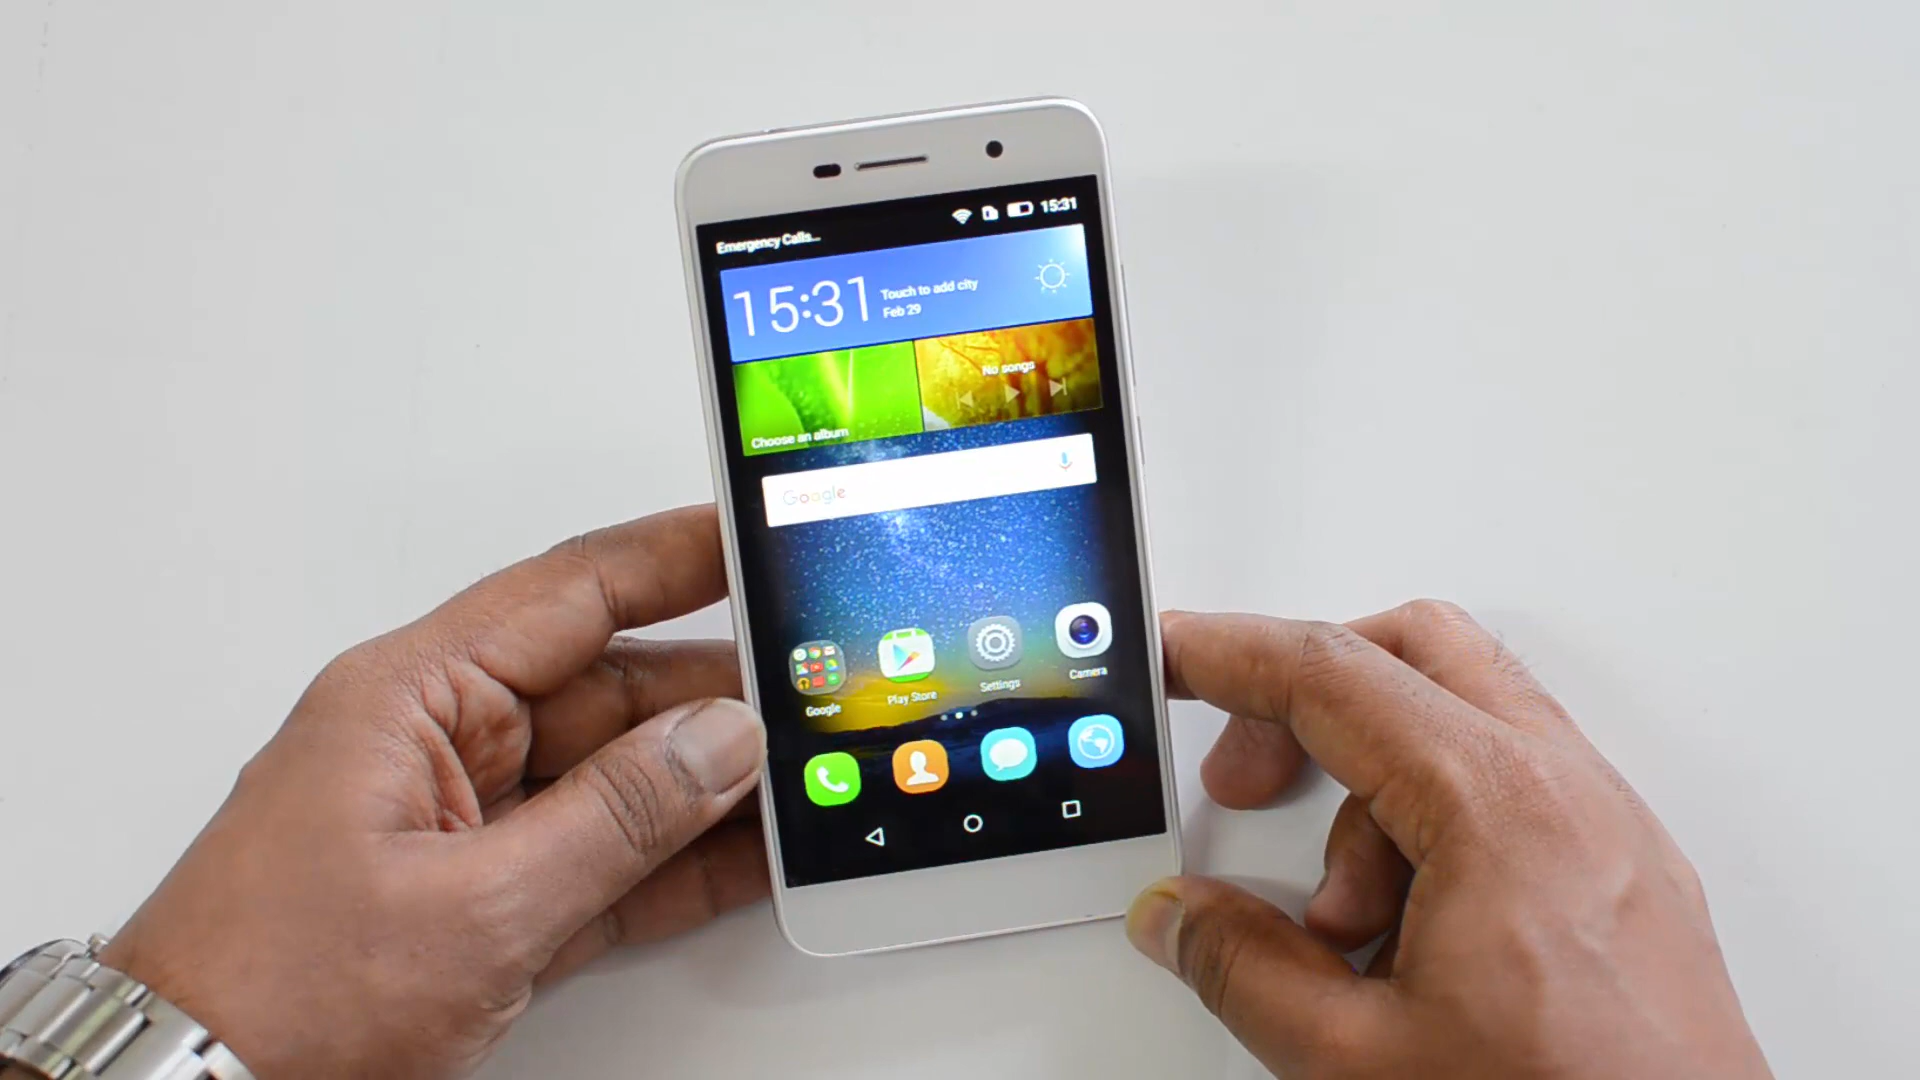 Emergency Calls... 15:31
15:31 Touch to add city
Feb 29
No songs
Choose an album
Google
Google Play Store Settings Camera